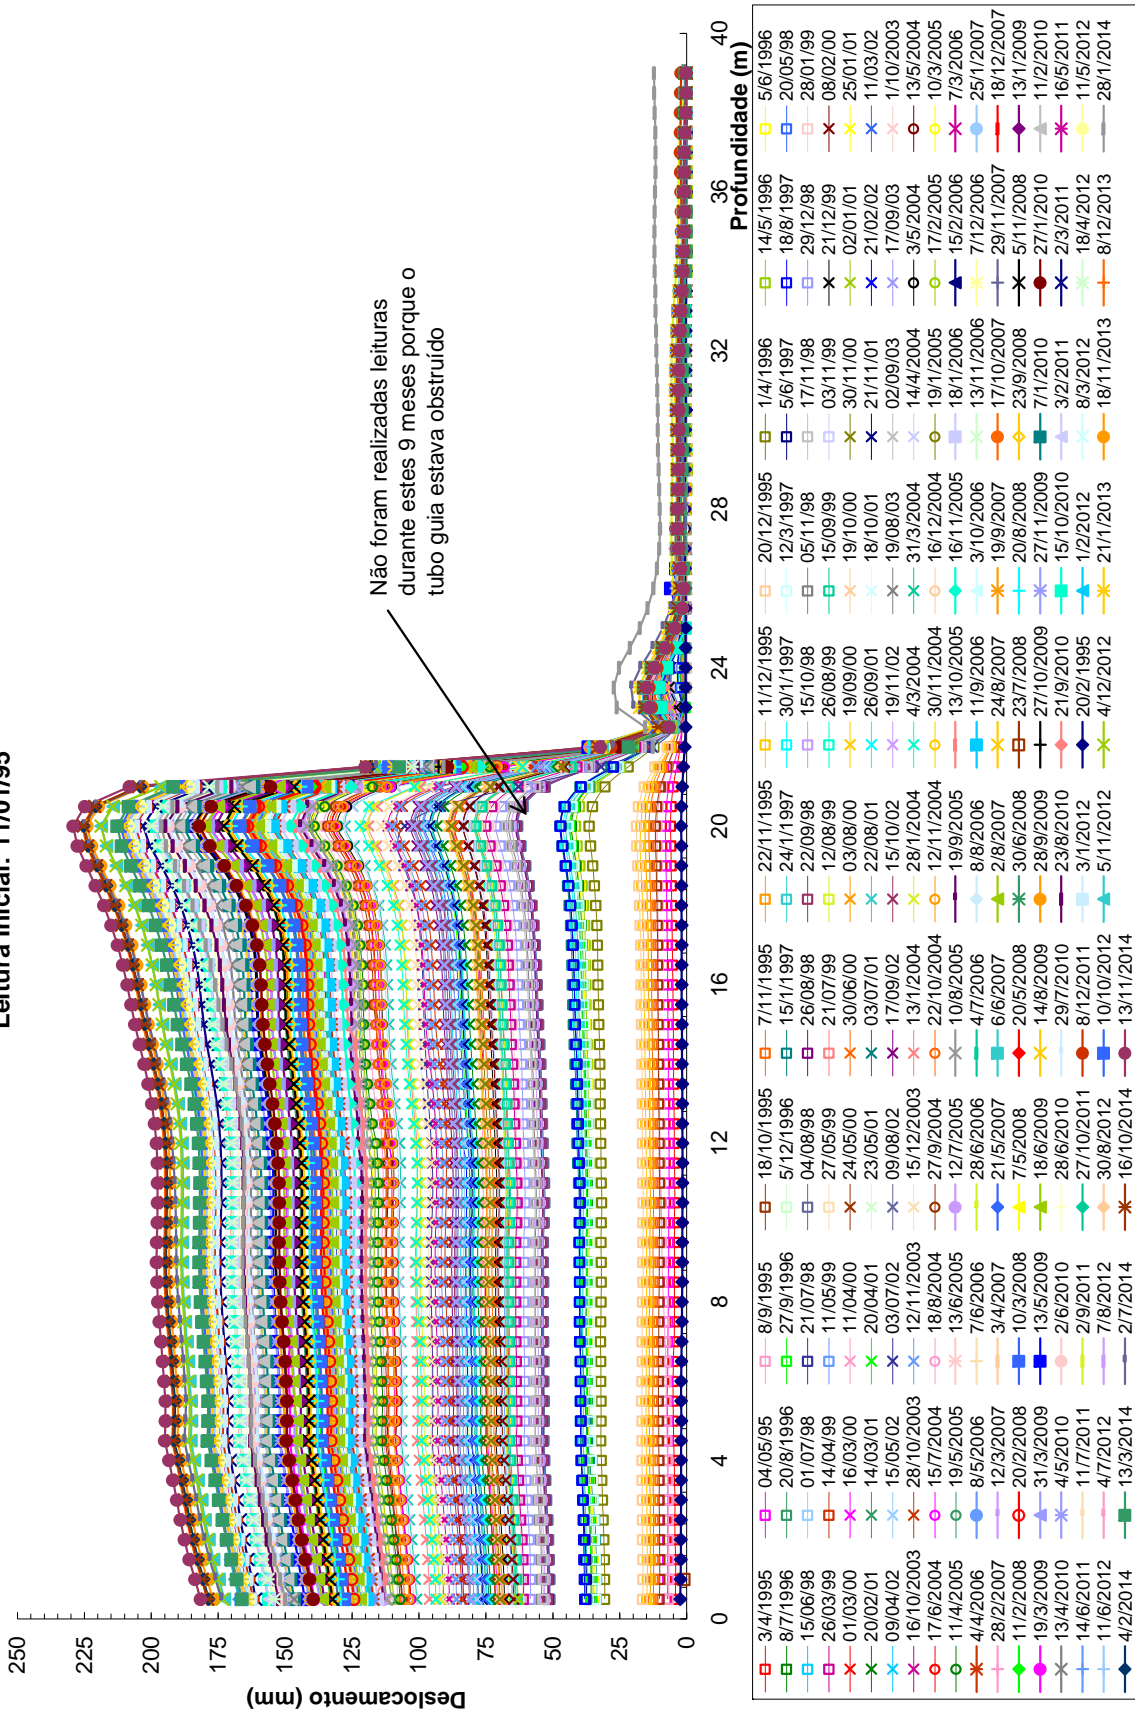 Leitura Inicial: 11/01/95
250
225
200
175
150
125
100
75
50
25
0
Deslocamento (mm)
Não foram realizadas leituras
durante estes 9 meses porque o
tubo guia estava obstruído
0 4 8 12 16 20 24 28 32 36 40
Profundidade (m)
3/4/1995 04/05/95 8/9/1995 18/10/1995 7/11/1995 22/11/1995 11/12/1995 20/12/1995 1/4/1996 14/5/1996 5/6/1996
8/7/1996 20/8/1996 27/9/1996 5/12/1996 15/11/1997 24/11/1997 30/11/1997 12/3/1997 5/6/1997 18/8/1997 20/05/98
15/06/98 01/07/98 21/07/98 04/08/98 26/08/98 22/09/98 15/10/98 05/11/98 17/11/98 29/12/98 28/01/99
26/03/99 14/04/99 11/05/99 27/05/99 21/07/99 12/08/99 26/08/99 15/09/99 03/11/99 21/12/99 08/02/00
01/03/00 16/03/00 11/04/00 24/05/00 30/06/00 03/08/00 19/09/00 19/10/00 30/11/00 02/01/01 25/01/01
20/02/01 14/03/01 20/04/01 23/05/01 03/07/01 22/08/01 26/09/01 18/10/01 21/11/01 21/02/02 11/03/02
09/04/02 15/05/02 03/07/02 09/08/02 17/09/02 15/10/02 19/11/02 19/08/03 02/09/03 17/09/03 1/10/2003
16/10/2003 28/10/2003 12/11/2003 15/12/2003 13/11/2004 28/1/2004 4/3/2004 31/3/2004 14/4/2004 3/5/2004 13/5/2004
17/6/2004 15/7/2004 18/8/2004 27/9/2004 22/10/2004 12/11/2004 30/11/2004 16/12/2004 19/1/2005 17/2/2005 10/3/2005
11/4/2005 19/5/2005 13/6/2005 12/7/2005 10/8/2005 19/9/2005 13/10/2005 16/11/2005 18/1/2006 15/2/2006 7/3/2006
4/4/2006 8/5/2006 7/6/2006 28/6/2006 4/7/2006 8/8/2006 11/9/2006 3/10/2006 13/11/2006 7/12/2006 25/1/2007
28/2/2007 12/3/2007 3/4/2007 21/5/2007 6/6/2007 2/8/2007 24/8/2007 19/9/2007 17/10/2007 29/11/2007 18/12/2007
11/2/2008 20/2/2008 10/3/2008 7/5/2008 20/5/2008 30/6/2008 23/7/2008 20/8/2008 23/9/2008 5/11/2008 13/1/2009
19/3/2009 31/3/2009 13/5/2009 18/6/2009 14/8/2009 28/9/2009 27/10/2009 27/11/2009 7/1/2010 27/1/2010 11/2/2010
13/4/2010 4/5/2010 2/6/2010 28/6/2010 29/7/2010 23/8/2010 21/9/2010 15/10/2010 3/2/2011 2/3/2011 16/5/2011
14/6/2011 11/7/2011 2/9/2011 27/10/2011 8/12/2011 3/1/2012 20/2/1995 1/2/2012 8/3/2012 18/4/2012 11/5/2012
11/6/2012 4/7/2012 7/8/2012 30/8/2012 10/10/2012 5/11/2012 4/12/2012 21/1/2013 18/11/2013 8/12/2013 28/1/2014
4/2/2014 13/3/2014 2/7/2014 16/10/2014 13/11/2014